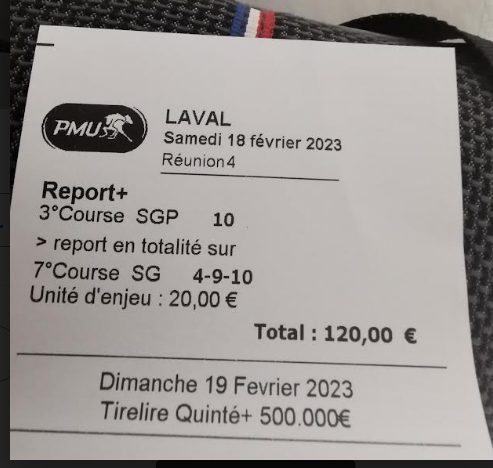 PMU
LAVAL
Samedi 18 février 2023
Réunion4
Report+
3°Course SGP 10
> report en totalité sur
7°Course SG 4-9-10
Unité d'enjeu : 20,00 €
Total : 120,00 €
Dimanche 19 Fevrier 2023
Tirelire Quinté+ 500.000€